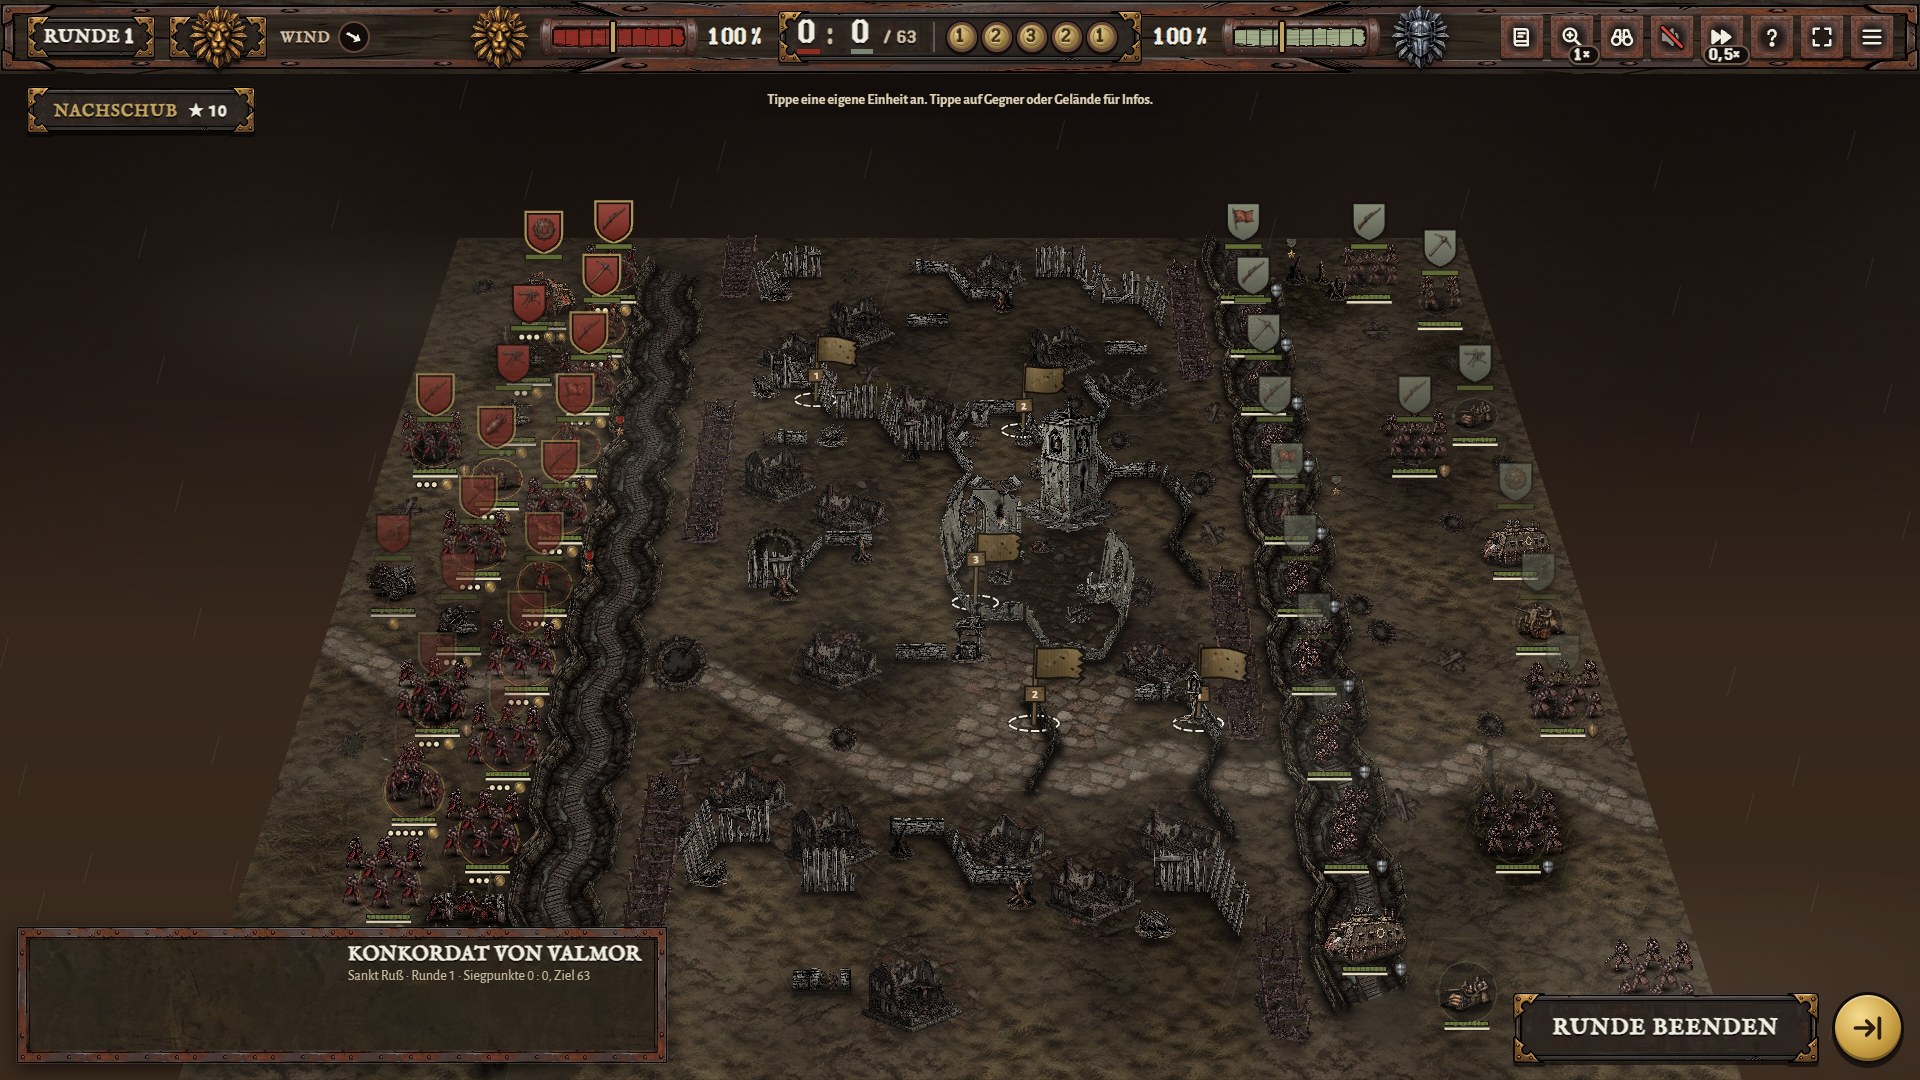 RUNDE 1
WIND
100 %
0 : 0 / 63
1 2 3 2 1
100 %
1×
0,5×
?
NACHSCHUB ★ 10
Tippe eine eigene Einheit an. Tippe auf Gegner oder Gelände für Infos.
1
2
3
2
KONKORDAT VON VALMOR
Sankt Ruß · Runde 1 · Siegpunkte 0 : 0, Ziel 63
RUNDE BEENDEN